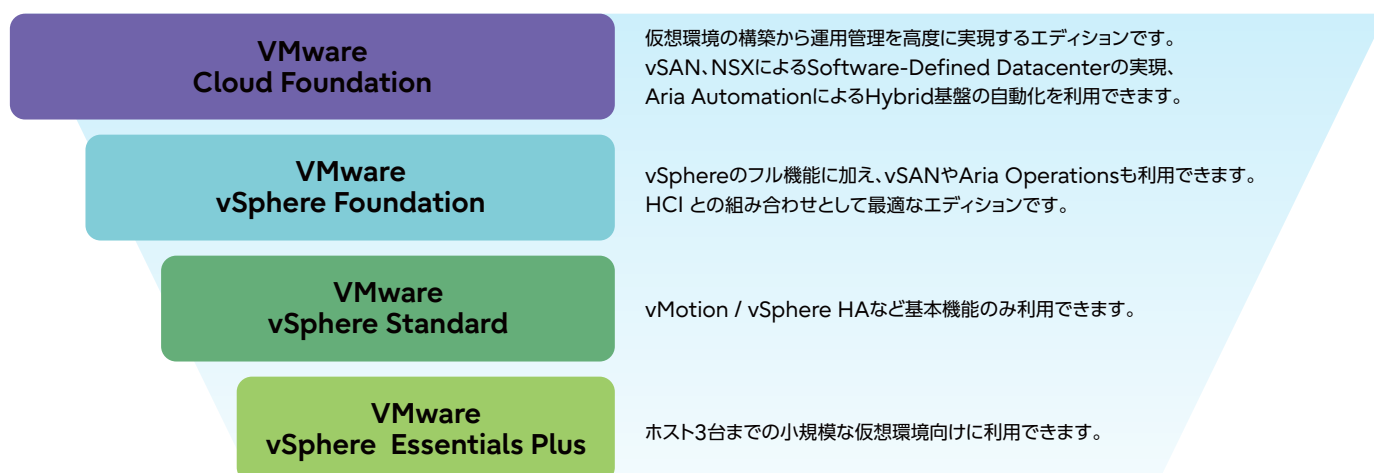 VMware
Cloud Foundation
仮想環境の構築から運用管理を高度に実現するエディションです。
vSAN、NSXによるSoftware-Defined Datacenterの実現、
Aria AutomationによるHybrid基盤の自動化を利用できます。
VMware
vSphere Foundation
vSphereのフル機能に加え、vSANやAria Operationsも利用できます。
HCI との組み合わせとして最適なエディションです。
VMware
vSphere Standard
vMotion / vSphere HAなど基本機能のみ利用できます。
VMware
vSphere Essentials Plus
ホスト3台までの小規模な仮想環境向けに利用できます。